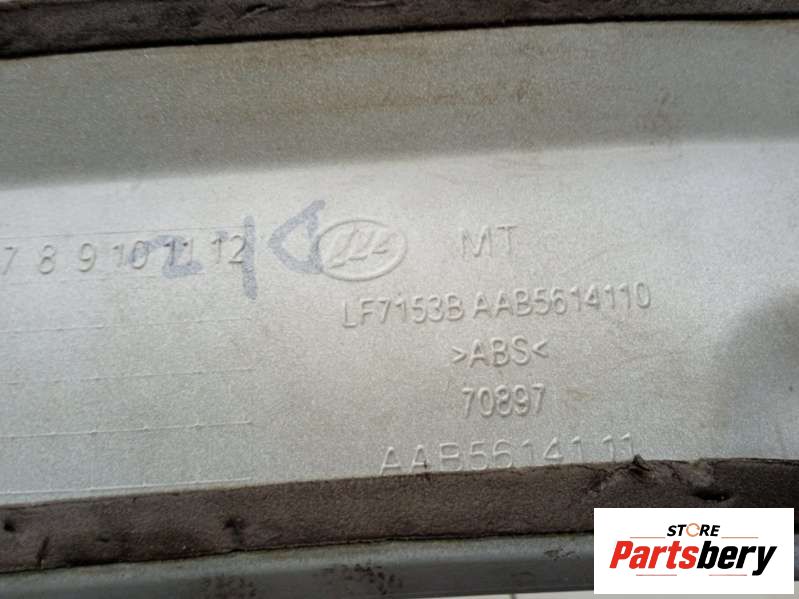 7 8 9 10 11 12
MT
LF7153B AAB5614110
>ABS<
70897
AAB5614111
STORE
Partsbery